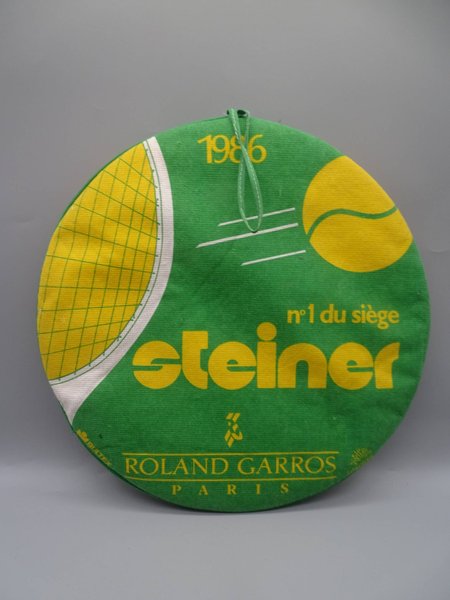 1986
n°1 du siège
steiner
ROLAND GARROS
PARIS